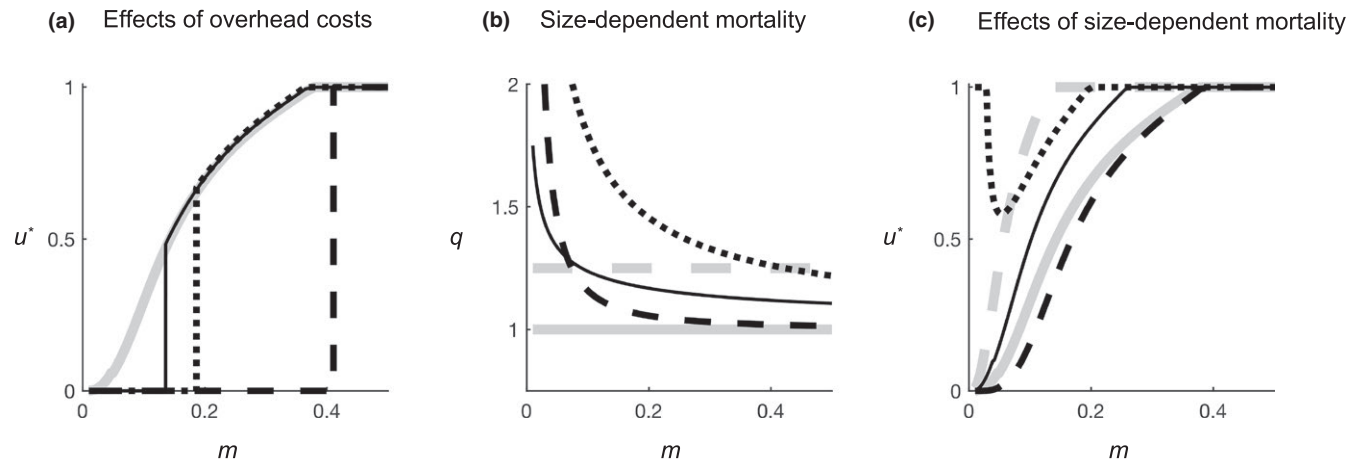 (a) Effects of overhead costs
(b) Size-dependent mortality
(c) Effects of size-dependent mortality
1
0.5
0
u*
0
0.2
0.4
m
2
1.5
1
q
0
0.2
0.4
m
1
0.5
0
u*
0
0.2
0.4
m